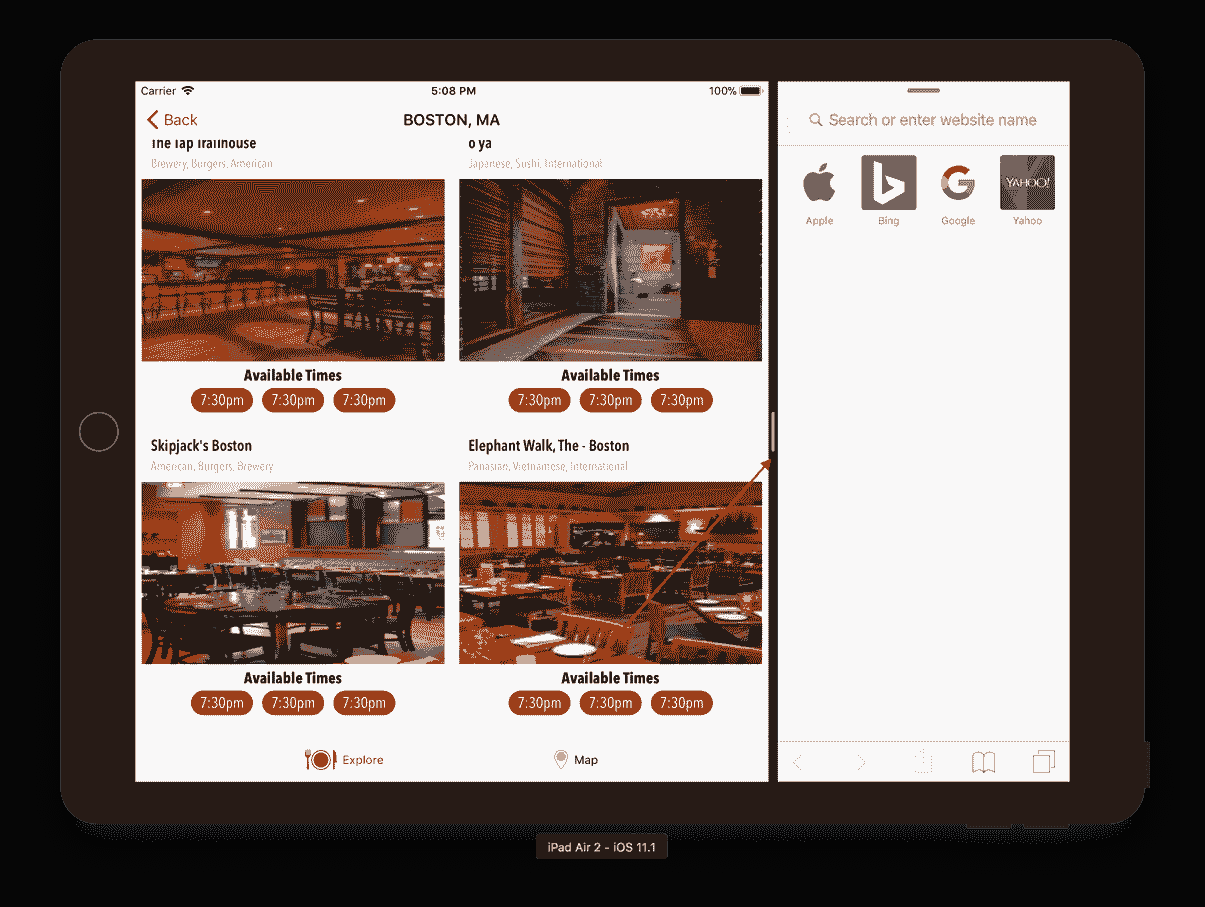 Carrier 5:08 PM 100%
Back BOSTON, MA
The Tap Trailhouse
Brewery, Burgers, American
o ya
Japanese, Sushi, International
Available Times
7:30pm 7:30pm 7:30pm
Available Times
7:30pm 7:30pm 7:30pm
Skipjack's Boston
American, Burgers, Brewery
Elephant Walk, The - Boston
Panasian, Vietnamese, International
Available Times
7:30pm 7:30pm 7:30pm
Available Times
7:30pm 7:30pm 7:30pm
Explore Map
Search or enter website name
YAHOO!
Apple Bing Google Yahoo
iPad Air 2 - iOS 11.1